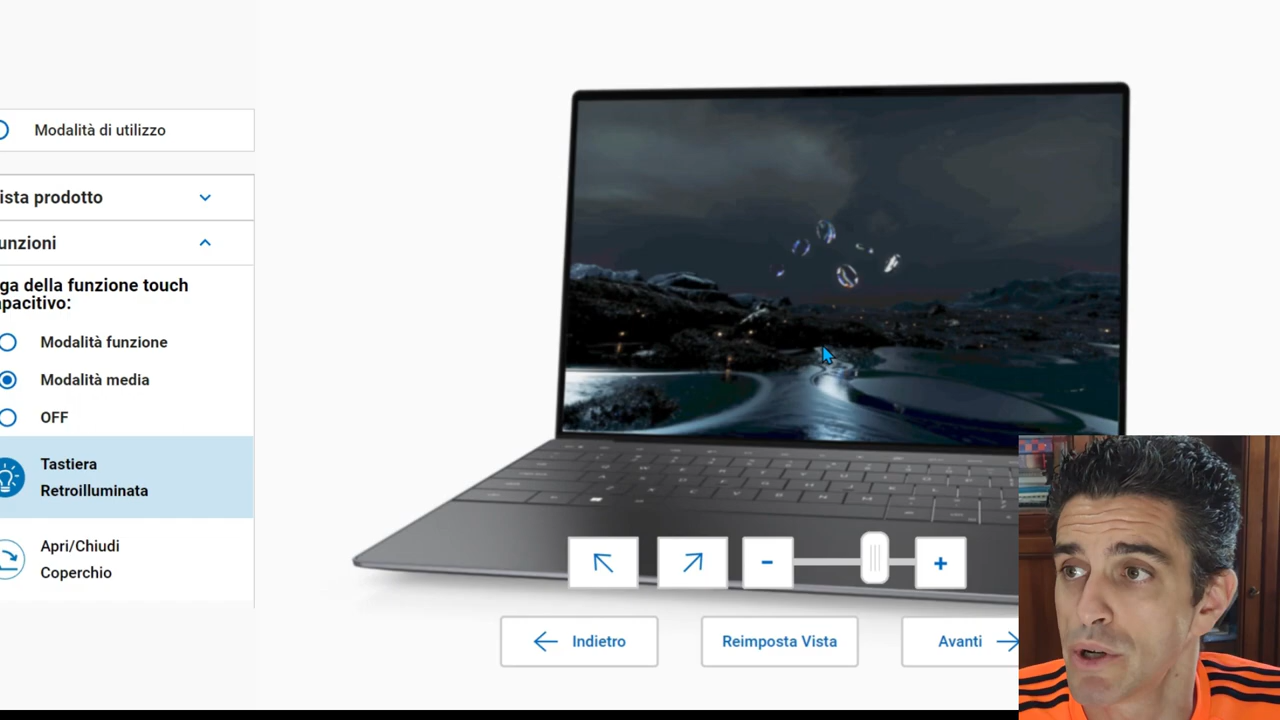 Modalità di utilizzo
ista prodotto
unzioni
ga della funzione touch
pacitivo:
Modalità funzione
Modalità media
OFF
Tastiera
Retroilluminata
Apri/Chiudi
Coperchio
Indietro
Reimposta Vista
Avanti